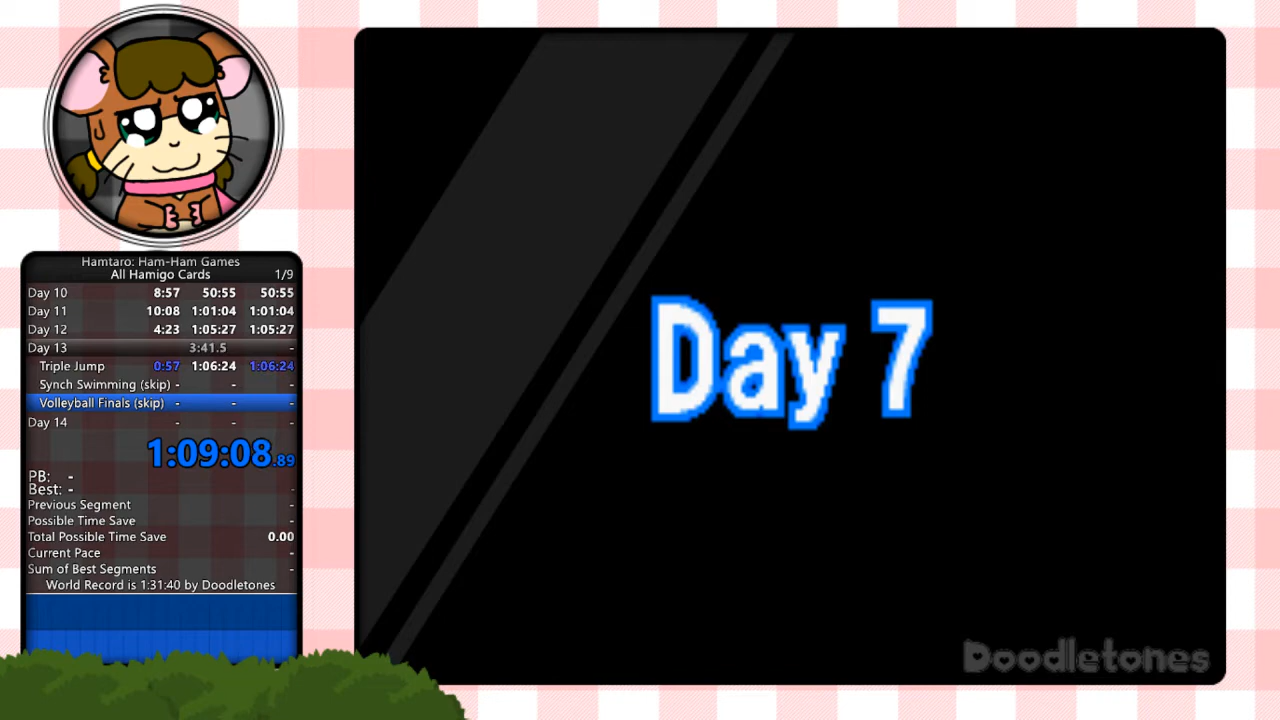 Hamtaro: Ham-Ham Games
All Hamigo Cards 1/9
Day 10 8:57 50:55 50:55
Day 11 10:08 1:01:04 1:01:04
Day 12 4:23 1:05:27 1:05:27
Day 13 3:41.5 -
Triple Jump 0:57 1:06:24 1:06:24
Synch Swimming (skip) - - -
Volleyball Finals (skip) - - -
Day 14 - - -
1:09:08.89
PB: -
Best: - -
Previous Segment -
Possible Time Save -
Total Possible Time Save 0.00
Current Pace -
Sum of Best Segments -
World Record is 1:31:40 by Doodletones
Day 7
Doodletones